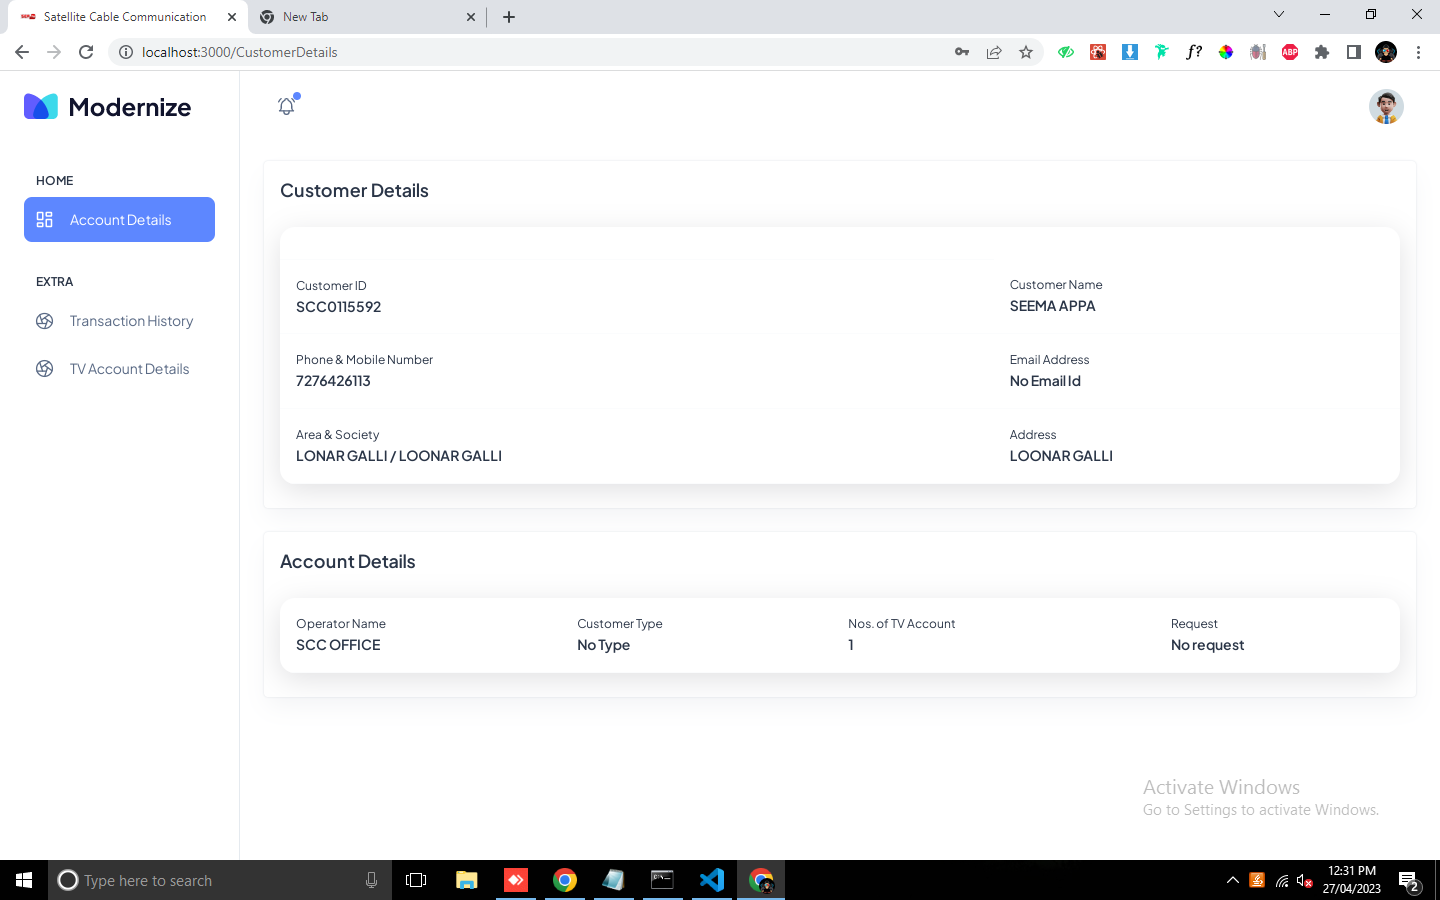 Satellite Cable Communication
New Tab
localhost:3000/CustomerDetails
f?
ABP
Modernize
HOME
Account Details
EXTRA
Transaction History
TV Account Details
Customer Details
Customer ID
SCC0115592
Customer Name
SEEMA APPA
Phone & Mobile Number
7276426113
Email Address
No Email Id
Area & Society
LONAR GALLI / LOONAR GALLI
Address
LOONAR GALLI
Account Details
Operator Name
SCC OFFICE
Customer Type
No Type
Nos. of TV Account
1
Request
No request
Activate Windows
Go to Settings to activate Windows.
Type here to search
12:31 PM
27/04/2023
2